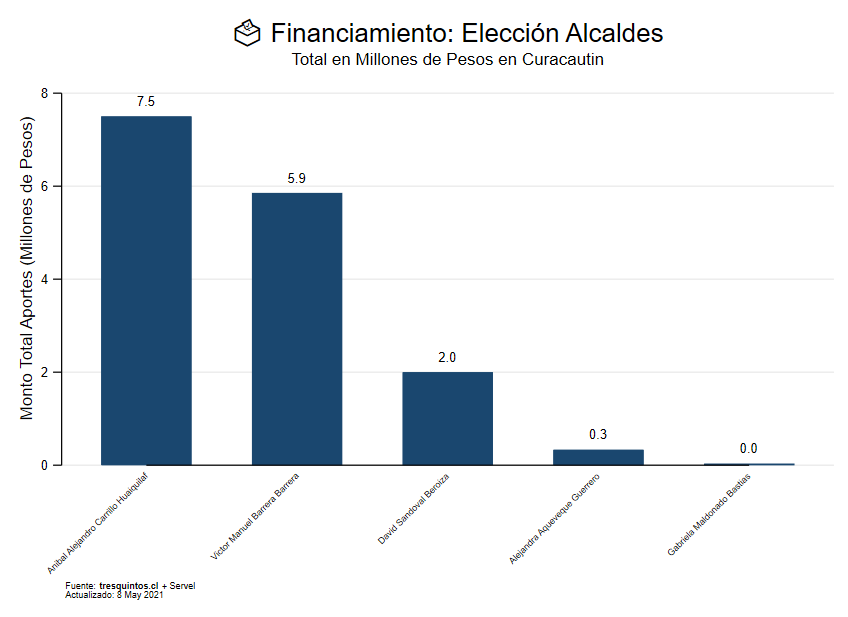 Financiamiento: Elección Alcaldes
Total en Millones de Pesos en Curacautin
Monto Total Aportes (Millones de Pesos)
8
6
4
2
0
7.5
5.9
2.0
0.3
0.0
Anibal Alejandro Carrillo Huaiquilaf
Victor Manuel Barrera Barrera
David Sandoval Beroiza
Alejandra Aqueveque Guerrero
Gabriela Maldonado Bastias
Fuente: tresquintos.cl + Servel
Actualizado: 8 May 2021